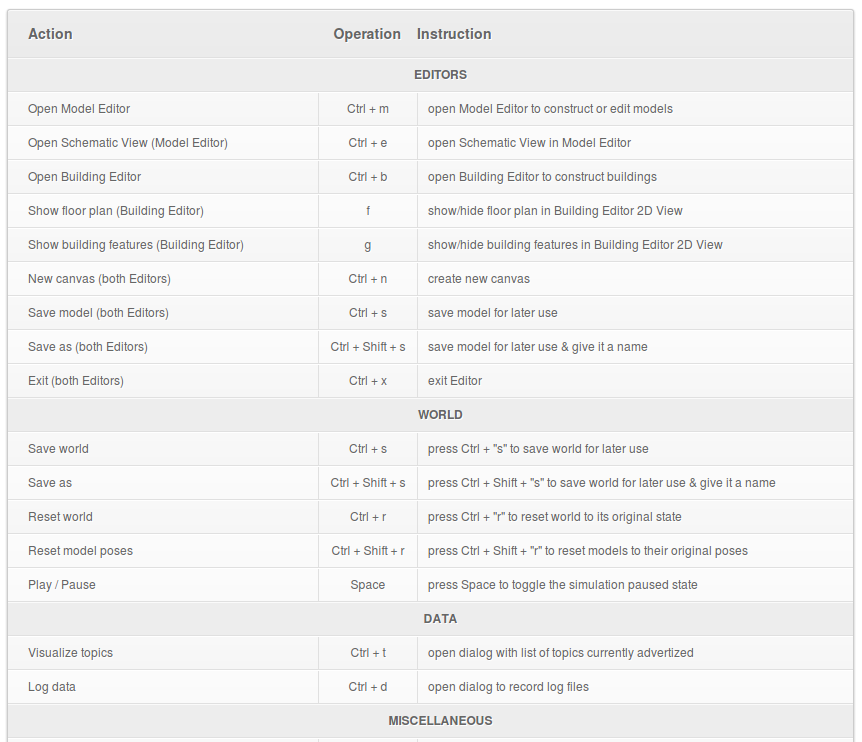 Action Operation Instruction
EDITORS
Open Model Editor Ctrl + m open Model Editor to construct or edit models
Open Schematic View (Model Editor) Ctrl + e open Schematic View in Model Editor
Open Building Editor Ctrl + b open Building Editor to construct buildings
Show floor plan (Building Editor) f show/hide floor plan in Building Editor 2D View
Show building features (Building Editor) g show/hide building features in Building Editor 2D View
New canvas (both Editors) Ctrl + n create new canvas
Save model (both Editors) Ctrl + s save model for later use
Save as (both Editors) Ctrl + Shift + s save model for later use & give it a name
Exit (both Editors) Ctrl + x exit Editor
WORLD
Save world Ctrl + s press Ctrl + "s" to save world for later use
Save as Ctrl + Shift + s press Ctrl + Shift + "s" to save world for later use & give it a name
Reset world Ctrl + r press Ctrl + "r" to reset world to its original state
Reset model poses Ctrl + Shift + r press Ctrl + Shift + "r" to reset models to their original poses
Play / Pause Space press Space to toggle the simulation paused state
DATA
Visualize topics Ctrl + t open dialog with list of topics currently advertized
Log data Ctrl + d open dialog to record log files
MISCELLANEOUS